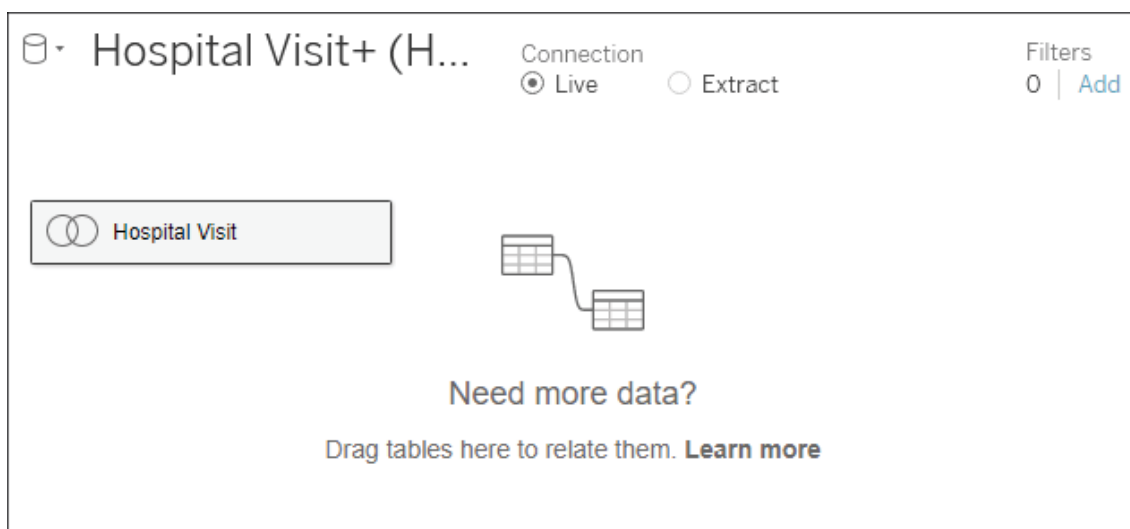 Hospital Visit+ (H...
Connection
Live
Extract
Filters
0
Add
Hospital Visit
Need more data?
Drag tables here to relate them. Learn more